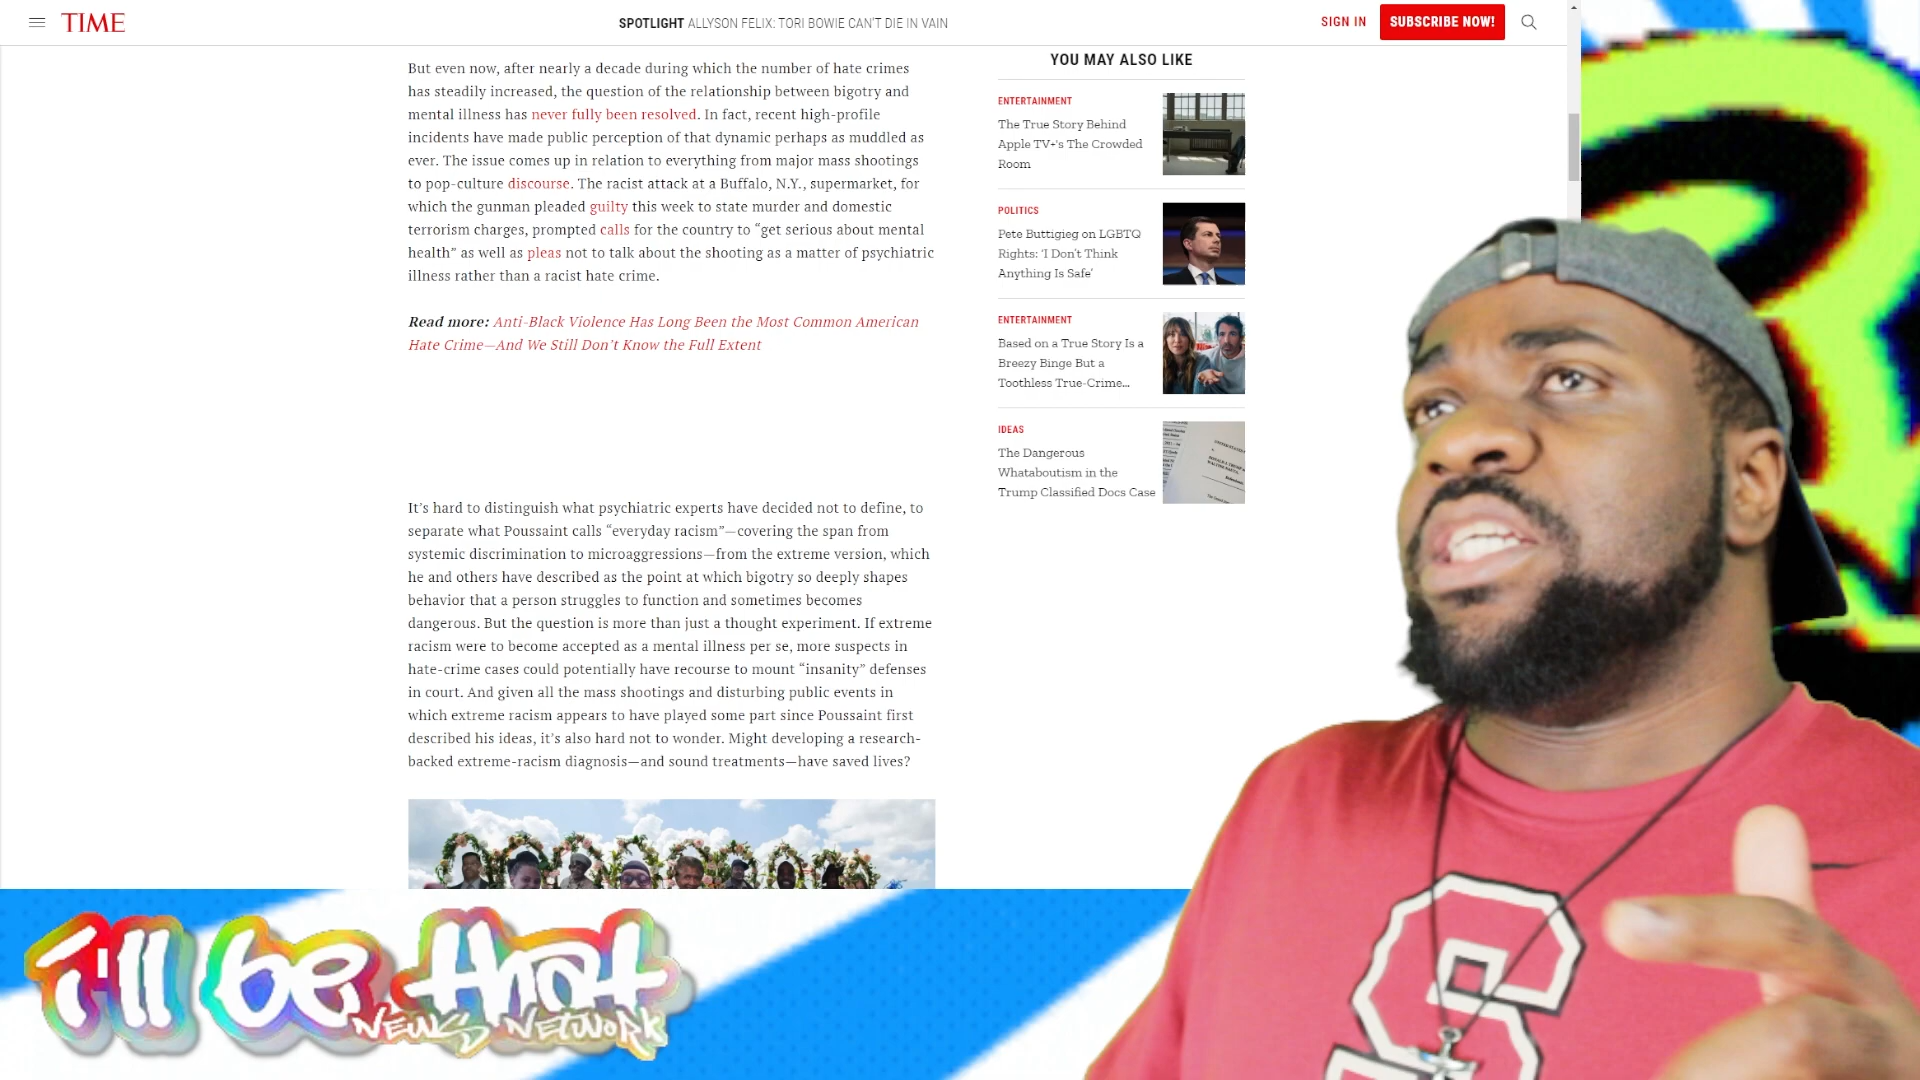 TIME
SPOTLIGHT ALLYSON FELIX: TORI BOWIE CAN'T DIE IN VAIN
SIGN IN
SUBSCRIBE NOW!
But even now, after nearly a decade during which the number of hate crimes
has steadily increased, the question of the relationship between bigotry and
mental illness has never fully been resolved. In fact, recent high-profile
incidents have made public perception of that dynamic perhaps as muddled as
ever. The issue comes up in relation to everything from major mass shootings
to pop-culture discourse. The racist attack at a Buffalo, N.Y., supermarket, for
which the gunman pleaded guilty this week to state murder and domestic
terrorism charges, prompted calls for the country to “get serious about mental
health” as well as pleas not to talk about the shooting as a matter of psychiatric
illness rather than a racist hate crime.
Read more: Anti-Black Violence Has Long Been the Most Common American
Hate Crime—And We Still Don’t Know the Full Extent
It’s hard to distinguish what psychiatric experts have decided not to define, to
separate what Poussaint calls “everyday racism”—covering the span from
systemic discrimination to microaggressions—from the extreme version, which
he and others have described as the point at which bigotry so deeply shapes
behavior that a person struggles to function and sometimes becomes
dangerous. But the question is more than just a thought experiment. If extreme
racism were to become accepted as a mental illness per se, more suspects in
hate-crime cases could potentially have recourse to mount “insanity” defenses
in court. And given all the mass shootings and disturbing public events in
which extreme racism appears to have played some part since Poussaint first
described his ideas, it’s also hard not to wonder. Might developing a research-
backed extreme-racism diagnosis—and sound treatments—have saved lives?
YOU MAY ALSO LIKE
ENTERTAINMENT
The True Story Behind
Apple TV+'s The Crowded
Room
POLITICS
Pete Buttigieg on LGBTQ
Rights: 'I Don't Think
Anything Is Safe'
ENTERTAINMENT
Based on a True Story Is a
Breezy Binge But a
Toothless True-Crime...
IDEAS
The Dangerous
Whataboutism in the
Trump Classified Docs Case
i'll be that
NEWS NETWORK
S
S